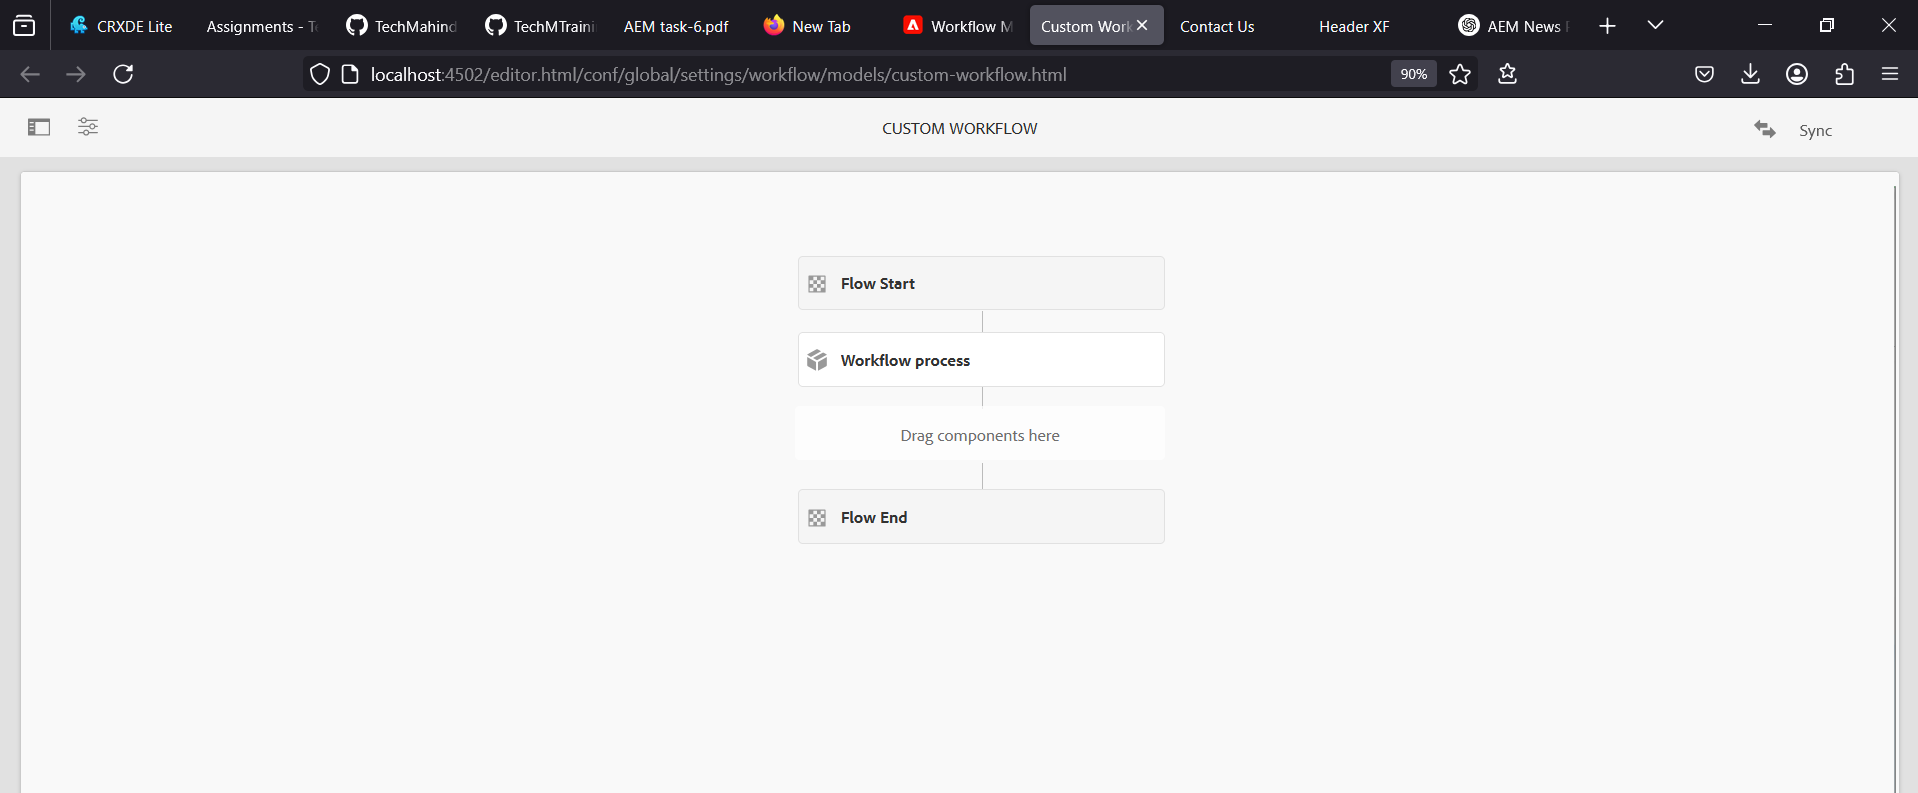 CRXDE Lite Assignments - Te TechMahind TechMTraini AEM task-6.pdf New Tab Workflow M Custom Work Contact Us Header XF AEM News
localhost:4502/editor.html/conf/global/settings/workflow/models/custom-workflow.html 90%
CUSTOM WORKFLOW Sync
Flow Start
Workflow process
Drag components here
Flow End